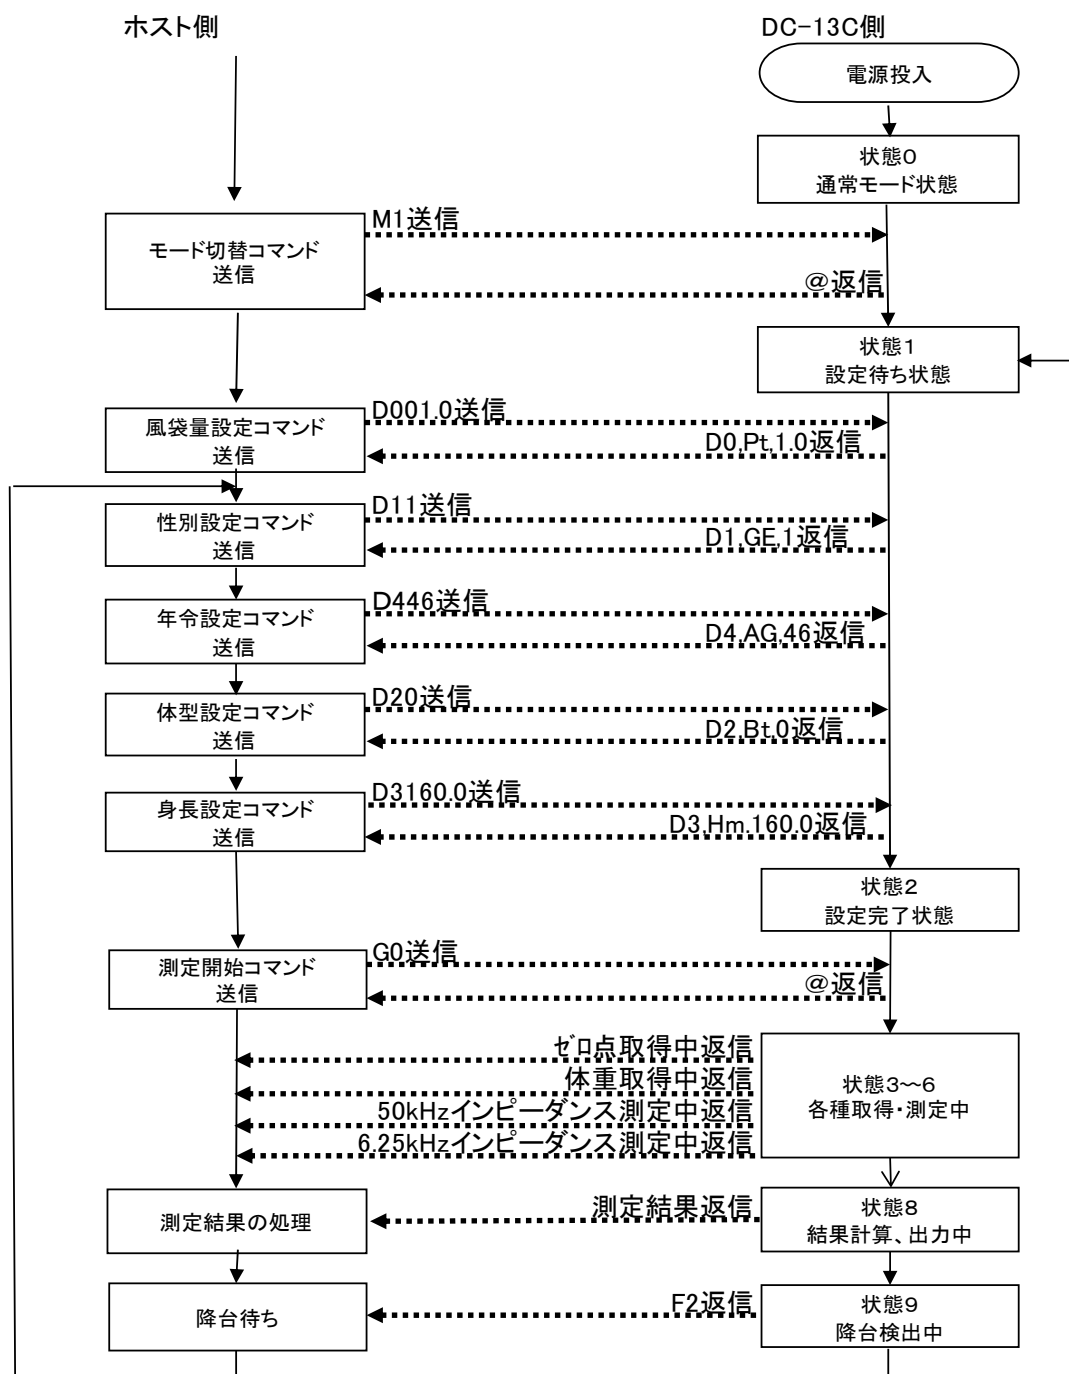 ホスト側
DC-13C側
電源投入
状態０
通常モード状態
M1送信
モード切替コマンド
送信
＠返信
状態１
設定待ち状態
D001.0送信
風袋量設定コマンド
送信
D0,Pt,1.0返信
D11送信
性別設定コマンド
送信
D1,GE,1返信
D446送信
年令設定コマンド
送信
D4,AG,46返信
D20送信
体型設定コマンド
送信
D2,Bt,0返信
D3160.0送信
身長設定コマンド
送信
D3,Hm.160.0返信
状態２
設定完了状態
G0送信
測定開始コマンド
送信
＠返信
ｾﾞﾛ点取得中返信
体重取得中返信
50kHzインピーダンス測定中返信
6.25kHzインピーダンス測定中返信
状態３～６
各種取得・測定中
測定結果返信
測定結果の処理
状態８
結果計算、出力中
F2返信
降台待ち
状態９
降台検出中